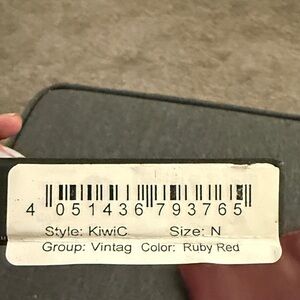 4 051436 793765
Style: KiwiC Size: N
Group: Vintag Color: Ruby Red